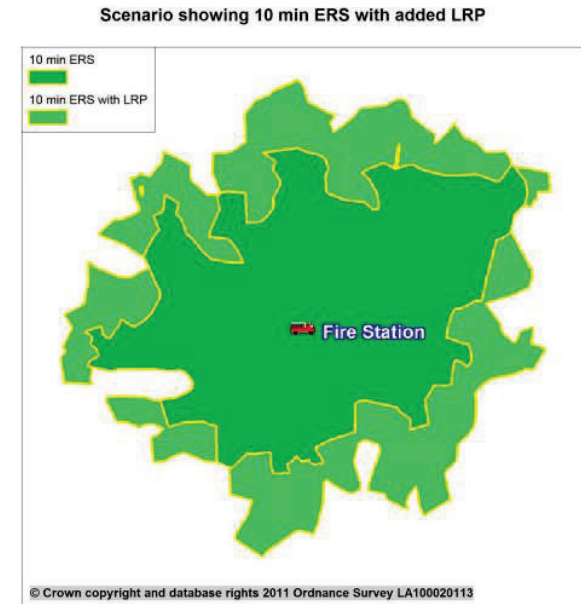 Scenario showing 10 min ERS with added LRP
10 min ERS
10 min ERS with LRP
Fire Station
© Crown copyright and database rights 2011 Ordnance Survey LA100020113